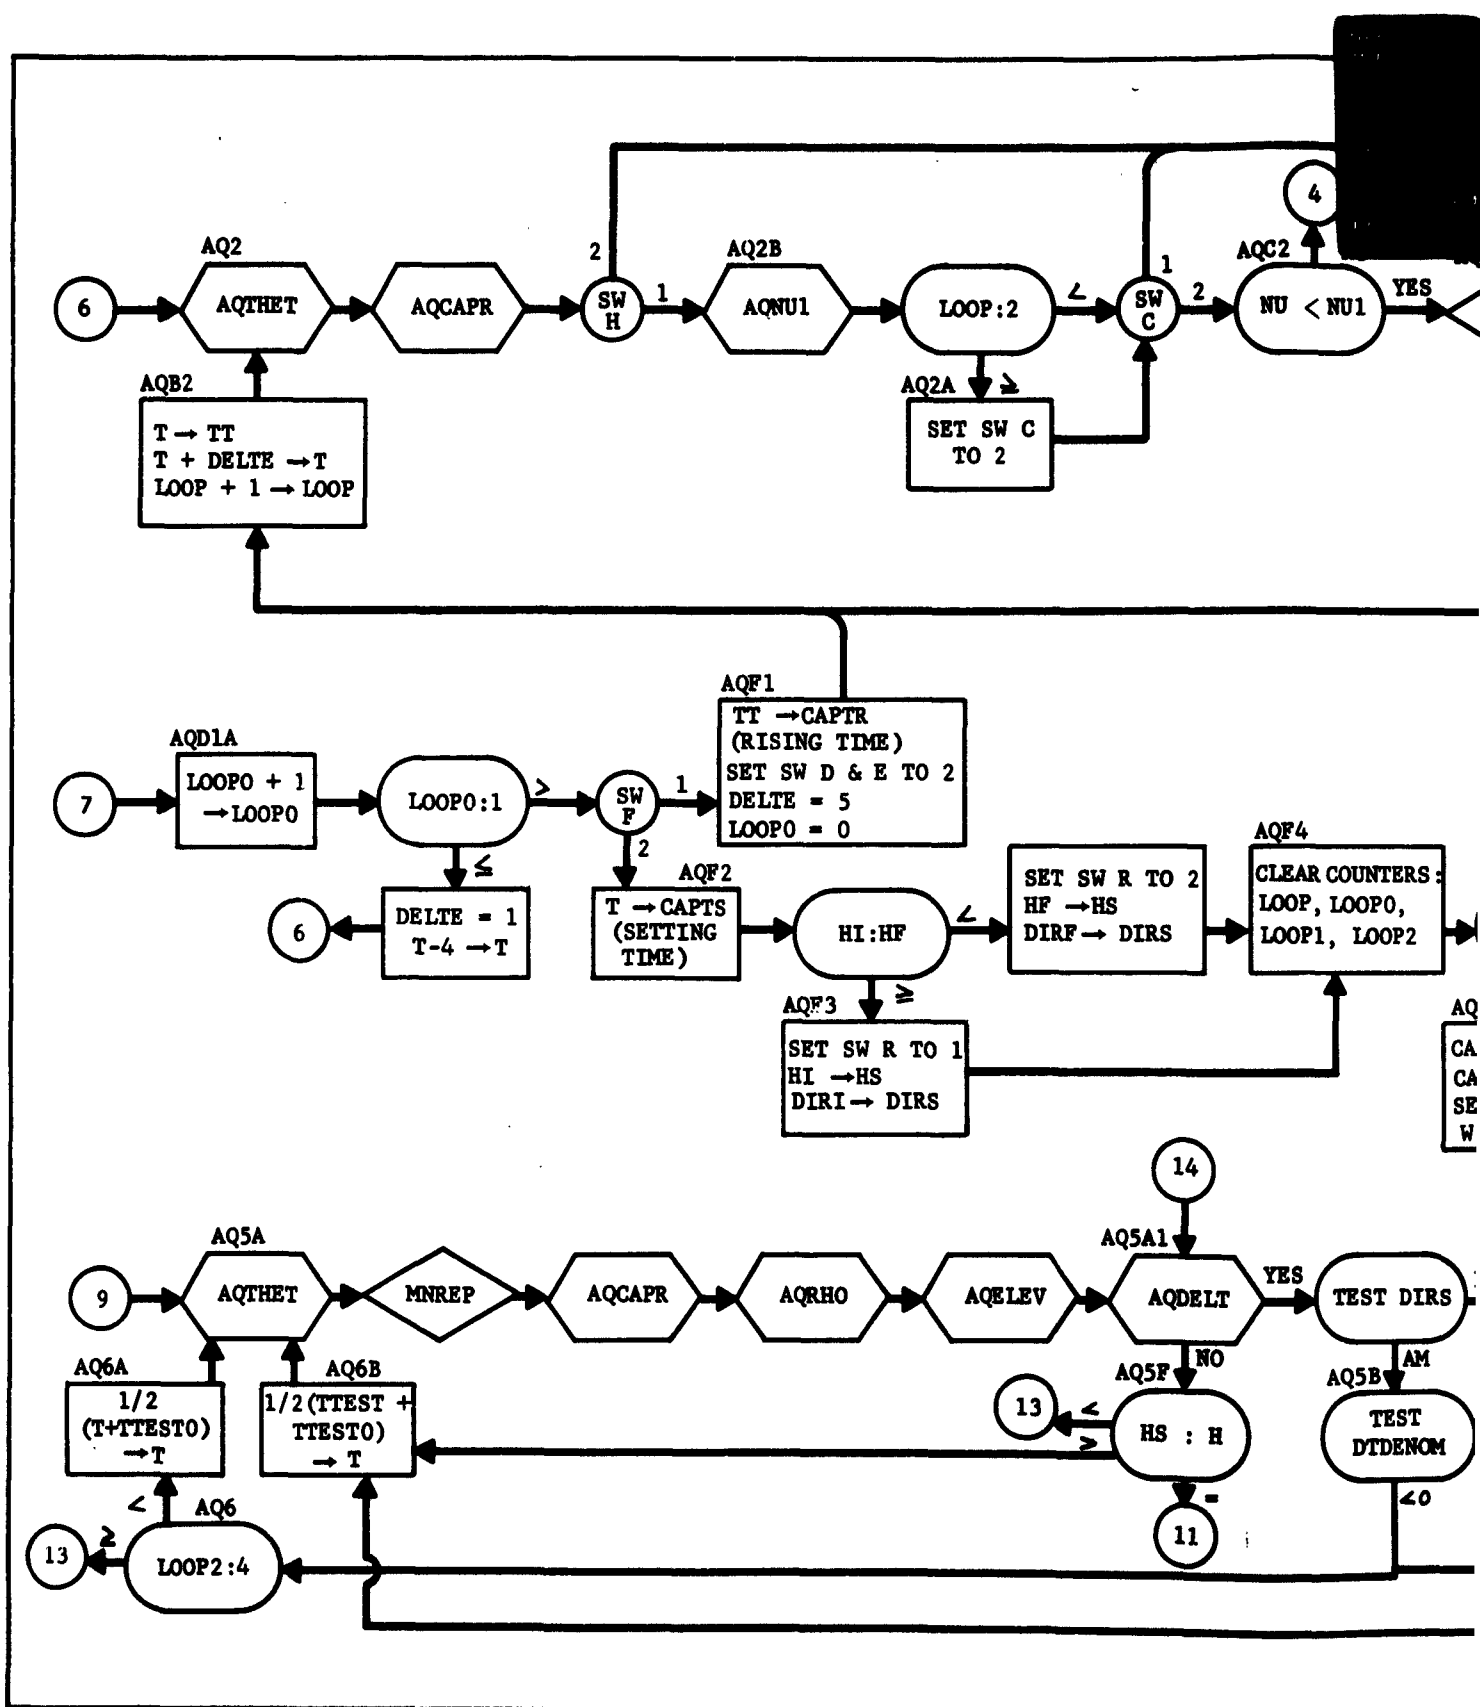 4
AQ2
2
AQ2B
1
AQC2
6
AQTHET
AQCAPR
SW
H
1
AQNU1
LOOP:2
<
SW
C
2
NU < NU1
YES
AQB2
AQ2A
≥
T → TT
T + DELTE → T
LOOP + 1 → LOOP
SET SW C
TO 2
AQF1
TT → CAPTR
(RISING TIME)
SET SW D & E TO 2
DELTE = 5
LOOP0 = 0
AQD1A
7
LOOP0 + 1
→ LOOP0
LOOP0:1
>
SW
F
1
2
≤
6
DELTE = 1
T-4 → T
AQF2
T → CAPTS
(SETTING
TIME)
HI:HF
<
SET SW R TO 2
HF → HS
DIRF → DIRS
AQF4
CLEAR COUNTERS:
LOOP, LOOP0,
LOOP1, LOOP2
≥
AQF3
SET SW R TO 1
HI → HS
DIRI → DIRS
AQ
CA
CA
SE
W
14
AQ5A
AQ5A1
9
AQTHET
MNREP
AQCAPR
AQRHO
AQELEV
AQDELT
YES
TEST DIRS
NO
AM
AQ6A
1/2
(T+TTEST0)
→ T
AQ6B
1/2(TTEST +
TTEST0)
→ T
AQ5F
13
<
>
HS : H
=
11
AQ5B
TEST
DTDENOM
<0
<
AQ6
13
≥
LOOP2:4